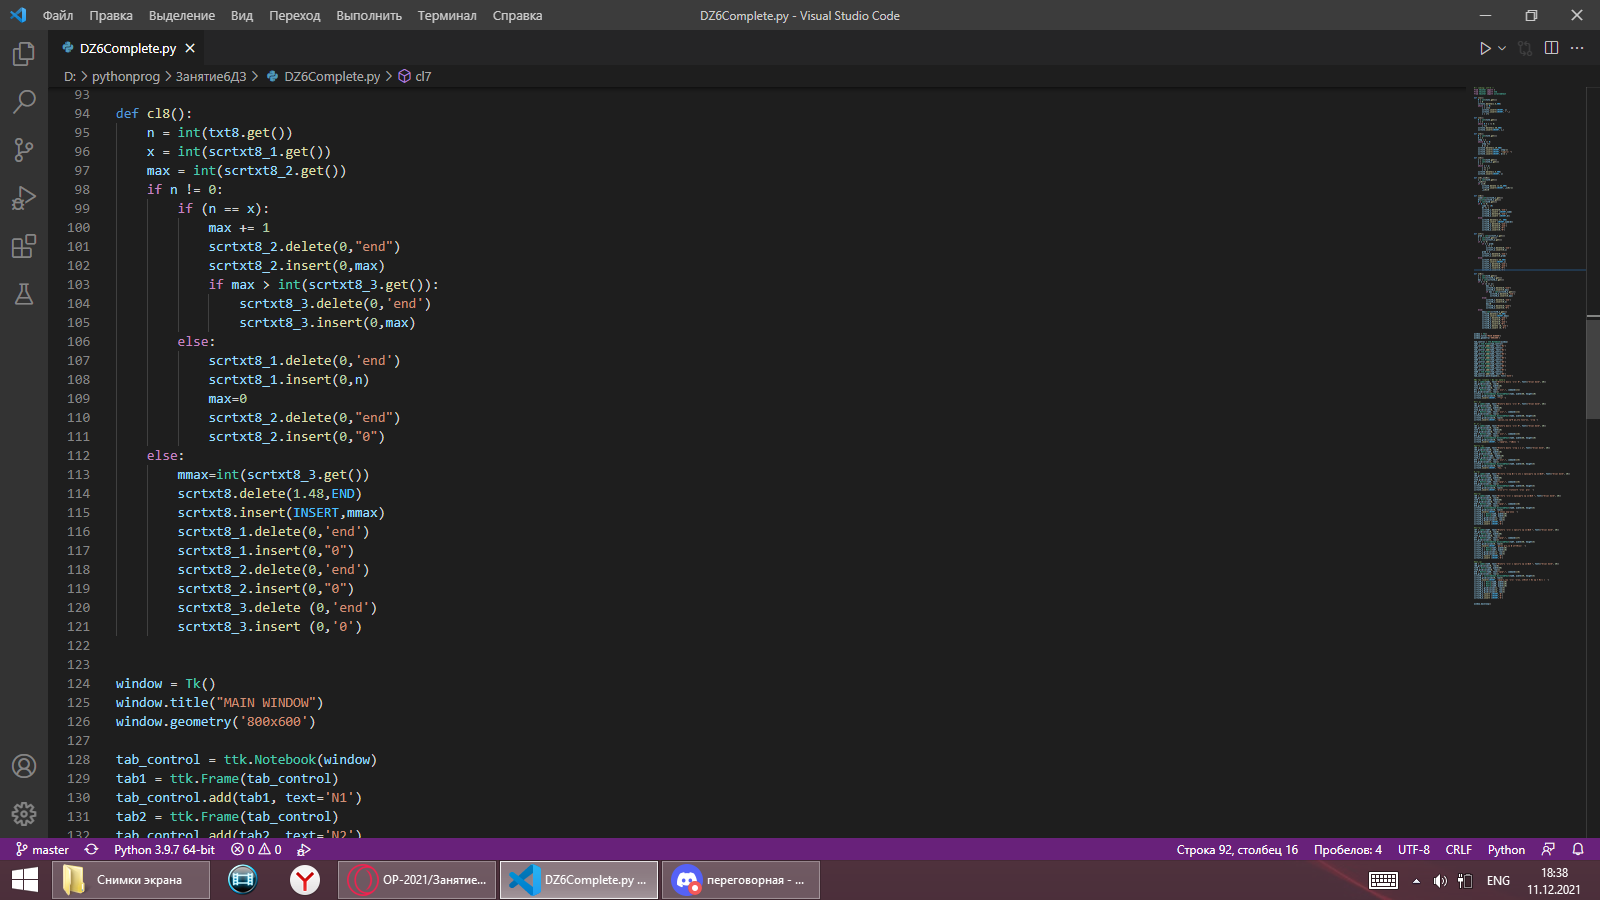 Файл Правка Выделение Вид Переход Выполнить Терминал Справка
DZ6Complete.py - Visual Studio Code
DZ6Complete.py
D: > pythonprog > Занятие6ДЗ > DZ6Complete.py > cl7
93
94 def cl8():
95 n = int(txt8.get())
96 x = int(scrtxt8_1.get())
97 max = int(scrtxt8_2.get())
98 if n != 0:
99 if (n == x):
100 max += 1
101 scrtxt8_2.delete(0,"end")
102 scrtxt8_2.insert(0,max)
103 if max > int(scrtxt8_3.get()):
104 scrtxt8_3.delete(0,'end')
105 scrtxt8_3.insert(0,max)
106 else:
107 scrtxt8_1.delete(0,'end')
108 scrtxt8_1.insert(0,n)
109 max=0
110 scrtxt8_2.delete(0,"end")
111 scrtxt8_2.insert(0,"0")
112 else:
113 mmax=int(scrtxt8_3.get())
114 scrtxt8.delete(1.48,END)
115 scrtxt8.insert(INSERT,mmax)
116 scrtxt8_1.delete(0,'end')
117 scrtxt8_1.insert(0,"0")
118 scrtxt8_2.delete(0,'end')
119 scrtxt8_2.insert(0,"0")
120 scrtxt8_3.delete (0,'end')
121 scrtxt8_3.insert (0,'0')
122
123
124 window = Tk()
125 window.title("MAIN WINDOW")
126 window.geometry('800x600')
127
128 tab_control = ttk.Notebook(window)
129 tab1 = ttk.Frame(tab_control)
130 tab_control.add(tab1, text='N1')
131 tab2 = ttk.Frame(tab_control)
132 tab_control.add(tab2, text='N2')
master Python 3.9.7 64-bit 0 0 Строка 92, столбец 16 Пробелов: 4 UTF-8 CRLF Python
Снимки экрана
OP-2021/Занятие...
DZ6Complete.py ...
переговорная - ...
ENG
18:38
11.12.2021